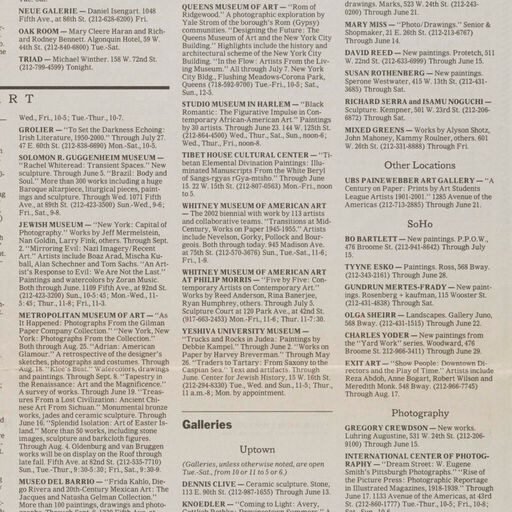 NEUE GALERIE — Daniel Isengart. 1048
Fifth Ave., at 86th St. (212-628-6200) Fri.
OAK ROOM — Mary Cleere Haran and Rich-
ard Rodney Bennett. Algonquin Hotel, 59 W.
44th St. (212-840-6800) Tue.-Sat.
TRIAD — Michael Winther. 158 W. 72nd St.
(212-799-4599) Tonight.
ART
Wed., Fri., 10-5; Tue.-Thur., 10-7.
GROLIER — "To Set the Darkness Echoing:
Irish Literature, 1950-2000." Through July 27.
47 E. 60th St. (212-838-6690) Mon.-Sat., 10-5.
SOLOMON R. GUGGENHEIM MUSEUM —
"Rachel Whiteread: Transient Spaces." New
sculpture. Through June 5. "Brazil: Body and
Soul." More than 300 works including a huge
Baroque altarpiece, liturgical pieces, paint-
ings and sculpture. Through Wed. 1071 Fifth
Ave., at 89th St. (212-423-3500) Sun.-Wed., 9-6;
Fri., Sat., 9-8.
JEWISH MUSEUM — "New York: Capital of
Photography." Works by Jeff Mermelstein,
Nan Goldin, Larry Fink, others. Through Sept.
2. "Mirroring Evil: Nazi Imagery/Recent
Art." Artists include Boaz Arad, Mischa Ku-
ball, Alan Schechner and Tom Sachs. "An Art-
ist's Response to Evil: We Are Not the Last."
Paintings and watercolors by Zoran Music.
Both through June. 1109 Fifth Ave., at 92nd St.
(212-423-3200) Sun., 10-5:45; Mon.-Wed., 11-
5:45; Thur., 11-8; Fri., 11-3.
METROPOLITAN MUSEUM OF ART — "As
It Happened: Photographs From the Gilman
Paper Company Collection." "New York, New
York: Photographs From the Collection."
Both through Aug. 25. "Adrian: American
Glamour." A retrospective of the designer's
sketches, photographs and costumes. Through
Aug. 18. "Klee's Bust" Watercolors, drawings
and paintings. Through Sept. 8. "Tapestry in
the Renaissance: Art and the Magnificence."
A survey of works. Through June 19. "Treas-
ures From a Lost Civilization: Ancient Chi-
nese Art From Sichuan." Monumental bronze
works, jades and ceramic sculpture. Through
June 16. "Splendid Isolation: Art of Easter Is-
land." More than 50 works, including stone
images, sculpture and barkcloth figures.
Through Aug. 4. Oldenburg and van Bruggen
works will be on display on the Roof through
late fall. Fifth Ave. at 82nd St. (212-535-7710)
Sun., Tue.-Thur., 9:30-5:30; Fri., Sat., 9:30-9.
MUSEO DEL BARRIO — "Frida Kahlo, Die-
go Rivera and 20th-Century Mexican Art: The
Jacques and Natasha Gelman Collection."
More than 100 paintings, drawings and photo-
QUEENS MUSEUM OF ART — "Rom of
Ridgewood." A photographic exploration by
Yale Strom of the borough's Rom (Gypsy)
communities. "Designing the Future: The
Queens Museum of Art and the New York City
Building." Highlights include the history and
architectural scheme of the New York City
Building. "In the Flow: Artists From the Liv-
ing Museum." All through July 7. New York
City Bldg., Flushing Meadows-Corona Park,
Queens (718-592-9700) Tue.-Fri., 10-5; Sat.,
Sun., 12-5.
STUDIO MUSEUM IN HARLEM — "Black
Romantic: The Figurative Impulse in Con-
temporary African-American Art." Paintings
by 30 artists. Through June 23. 144 W. 125th St.
(212-864-4500) Wed., Thur., Sat., Sun., noon-6;
Wed., Thur., Fri., noon-8.
TIBET HOUSE CULTURAL CENTER — "Ti-
betan Elemental Divination Paintings: Illu-
minated Manuscripts From the White Beryl
of Sangs-rgyas rGya-mtsho." Through June
15. 22 W. 15th St. (212-807-0563) Mon.-Fri., noon
to 5.
WHITNEY MUSEUM OF AMERICAN ART
— The 2002 biennial with work by 113 artists
and collaborative teams. "Transitions at Mid-
Century, Works on Paper 1945-1955." Artists
include Nevelson, Gorky, Pollock and Bour-
geois. Both through today. 945 Madison Ave.
at 75th St. (212-570-3676) Sun., Tue.-Sat., 11-6;
Fri., 1-9.
WHITNEY MUSEUM OF AMERICAN ART
AT PHILIP MORRIS — "Five by Five: Con-
temporary Artists on Contemporary Art."
Works by Reed Anderson, Rina Banerjee,
Ryan Humphrey, others. Through July 5.
Sculpture Court at 120 Park Ave., at 42nd St.
(917-663-2453) Mon.-Fri., 11-6; Thur. 11-7:30.
YESHIVA UNIVERSITY MUSEUM —
"Trucks and Rocks in Judea: Paintings by
Debbie Kampel." Through June 2. "Works on
Paper by Harvey Breverman." Through May
26. "Traders to Tartary: From Saxony to the
Caspian Sea." Texts and artifacts. Through
June. Center for Jewish History, 15 W. 16th St.
(212-294-8330) Tue., Wed. and Sun., 11-5; Thur.,
11 a.m.-8; Mon. by appointment.
Galleries
Uptown
(Galleries, unless otherwise noted, are open
Tue.-Sat., from 10 or 11 to 5 or 6.)
DENNIS CLIVE — Ceramic sculpture. Stone,
113 E. 90th St. (212-987-1655) Through June 13.
KNOEDLER — "Coming to Light: Avery,
drawings. Marks, 523 W. 24th St. (212-243-
0200) Through June 21.
MARY MISS — "Photo/Drawings." Senior &
Shopmaker, 21 E. 26th St. (212-213-6767)
Through June 14.
DAVID REED — New paintings. Protetch, 511
W. 22nd St. (212-633-6999) Through June 15.
SUSAN ROTHENBERG — New paintings.
Sperone Westwater, 415 W. 13th St. (212-431-
3685) Through Sat.
RICHARD SERRA and ISAMU NOGUCHI —
Sculpture. Kempner, 501 W. 23rd St. (212-206-
6872) Through Sat.
MIXED GREENS — Works by Alyson Shotz,
John Mahoney, Kammy Roulner, others. 601
W. 26th St. (212-331-8888) Through Fri.
Other Locations
UBS PAINEWEBBER ART GALLERY — "A
Century on Paper: Prints by Art Students
League Artists 1901-2001." 1285 Avenue of the
Americas (212-713-2885) Through June 21.
SoHo
BO BARTLETT — New paintings. P.P.O.W.,
476 Broome St. (212-941-8642) Through July
15.
TYYNE ESKO — Paintings. Ross, 568 Bway.
(212-343-2161) Through June 28.
GUNDRUN MERTES-FRADY — New paint-
ings. Rosenberg + kaufman, 115 Wooster St.
(212-431-4838) Through Sat.
OLGA SHEIRR — Landscapes. Gallery Juno,
568 Bway. (212-431-1515) Through June 22.
CHARLES YODER — New paintings from
the "Yard Work" series. Woodward, 476
Broome St. 212-966-3411) Through June 29.
EXIT ART — "Show People: Downtown Di-
rectors and the Play of Time." Artists include
Reza Abdoh, Anne Bogart, Robert Wilson and
Meredith Monk. 548 Bway. (212-966-7745)
Through Aug. 17.
Photography
GREGORY CREWDSON — New works.
Luhring Augustine, 531 W. 24th St. (212-206-
9100) Through June 15.
INTERNATIONAL CENTER OF PHOTOG-
RAPHY — "Dream Street: W. Eugene
Smith's Pittsburgh Photographs." "Rise of
the Picture Press: Photographic Reportage
in Illustrated Magazines, 1918-1939." Through
June 17. 1133 Avenue of the Americas, at 43rd
St. (212-860-1777) Tue.-Thur., 10-5; Fri., 10-8;